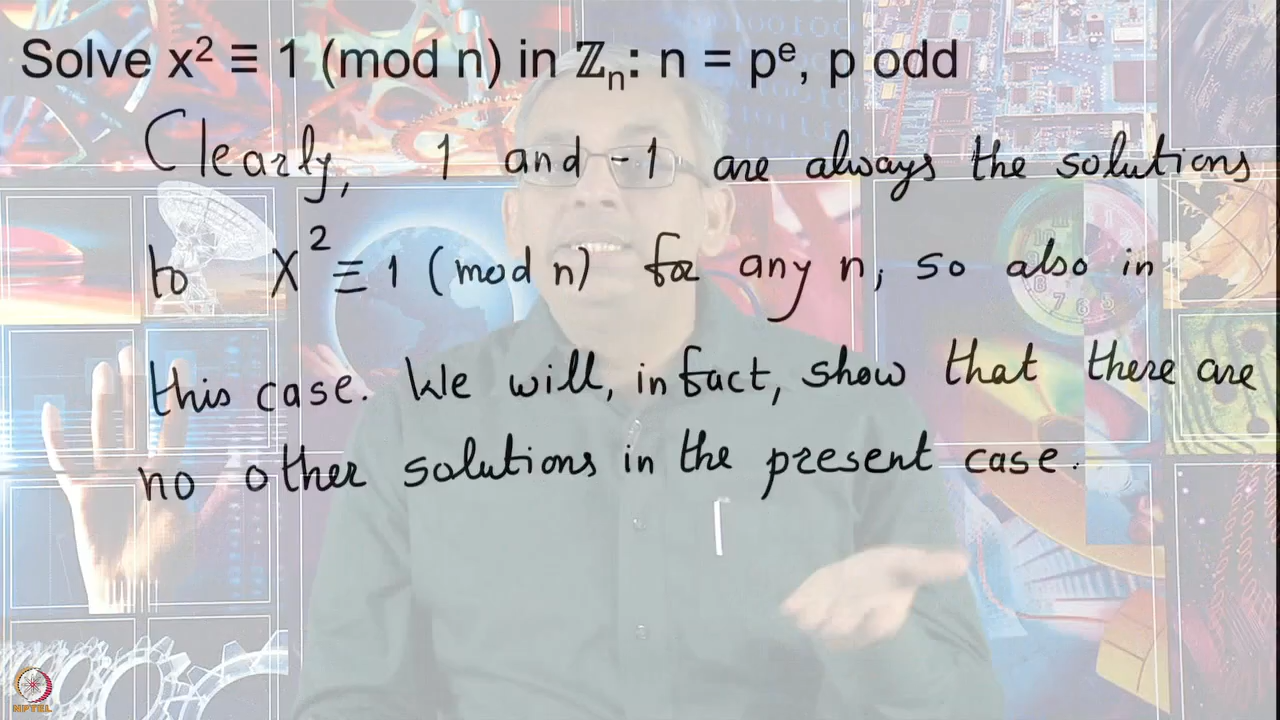 Solve x² ≡ 1 (mod n) in ℤₙ: n = pᵉ, p odd
Clearly, 1 and -1 are always the solutions
to X² ≡ 1 (mod n) for any n, so also in
this case. We will, in fact, show that there are
no other solutions in the present case.
NPTEL